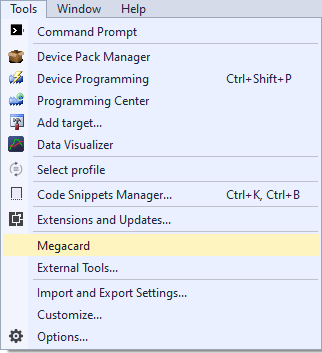 Tools Window Help
Command Prompt
Device Pack Manager
Device Programming Ctrl+Shift+P
Programming Center
Add target...
Data Visualizer
Select profile
Code Snippets Manager... Ctrl+K, Ctrl+B
Extensions and Updates...
Megacard
External Tools...
Import and Export Settings...
Customize...
Options...